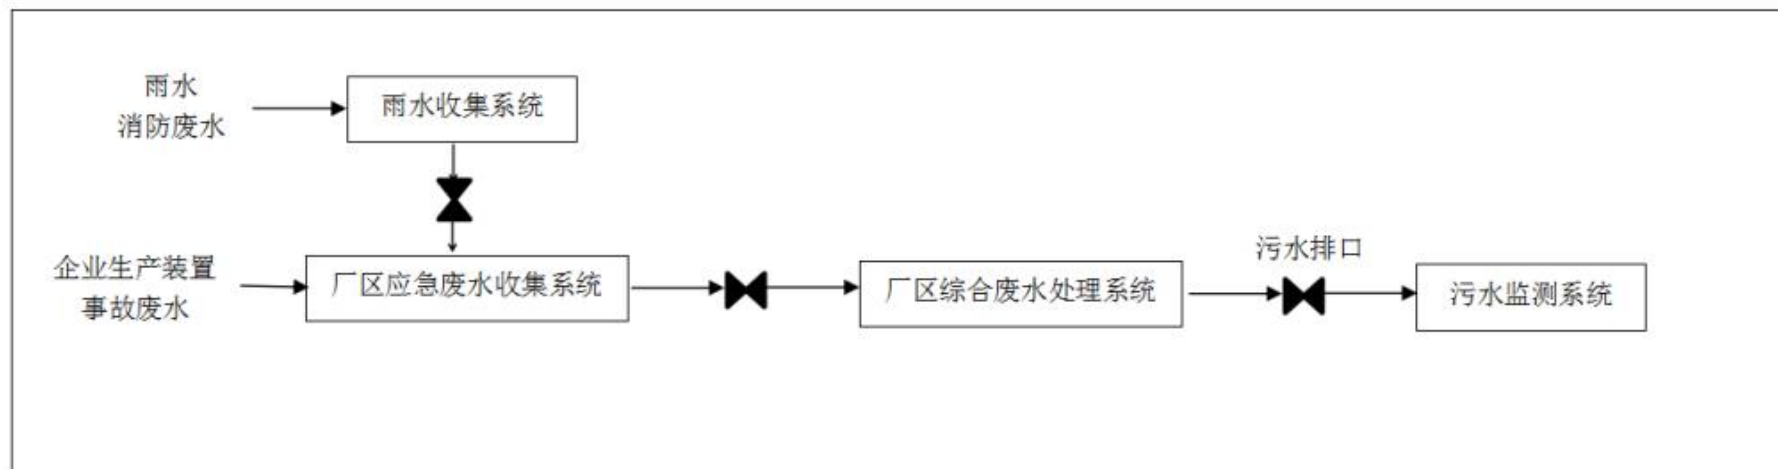 雨水
消防废水
雨水收集系统
企业生产装置
事故废水
厂区应急废水收集系统
厂区综合废水处理系统
污水排口
污水监测系统